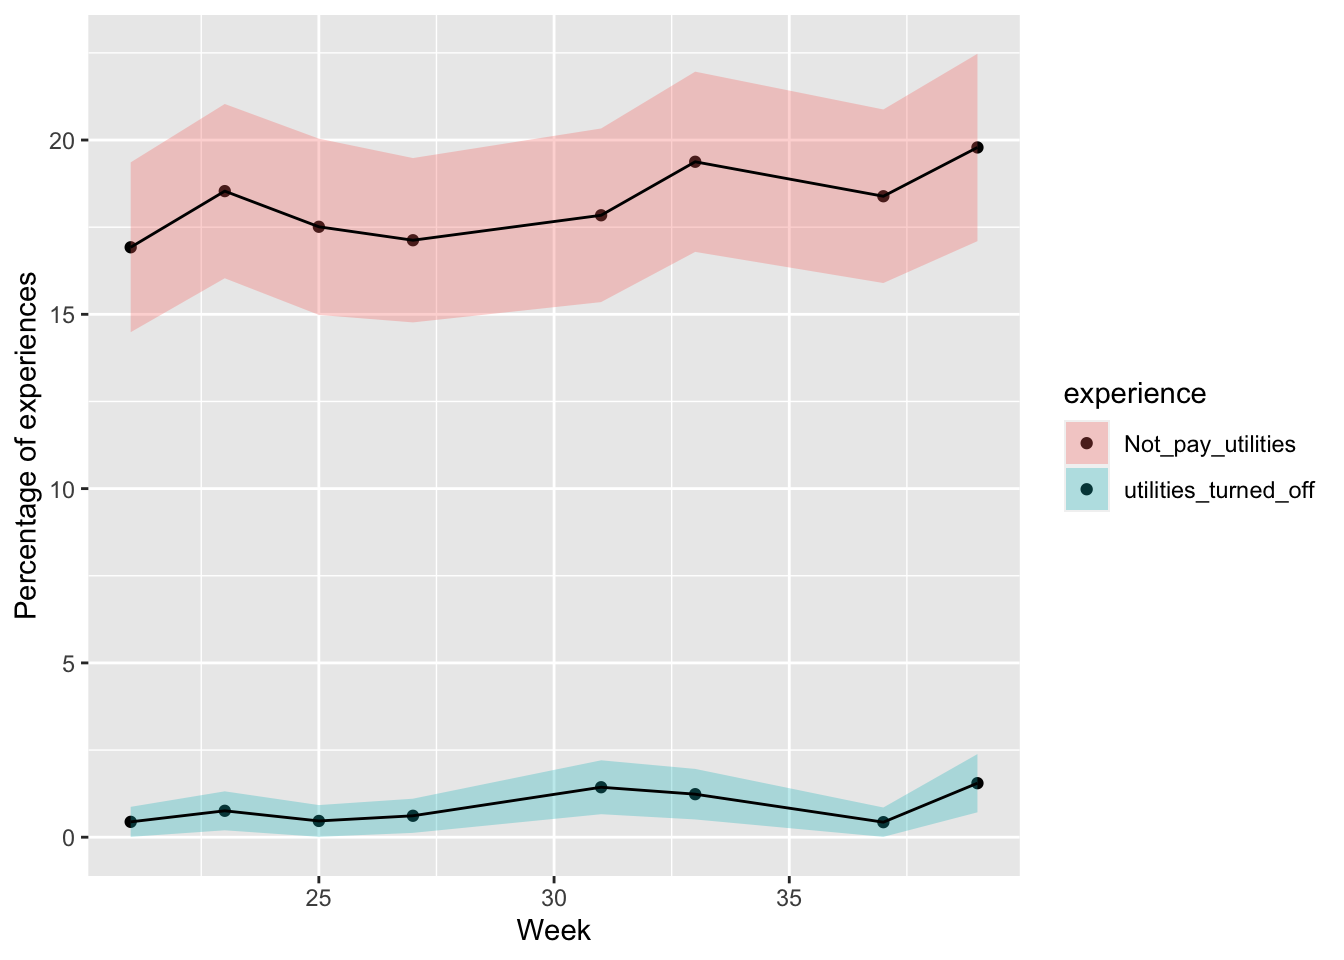 Percentage of experiences
20
15
10
5
0
25
30
35
Week
experience
Not_pay_utilities
utilities_turned_off